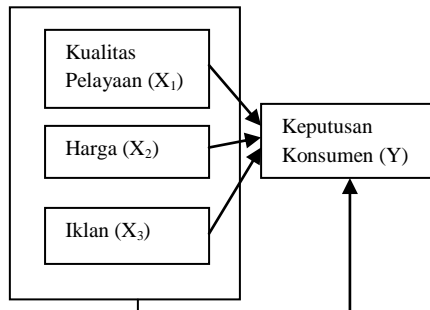 Kualitas
Pelayaan (X₁)
Harga (X₂)
Keputusan
Konsumen (Y)
Iklan (X₃)